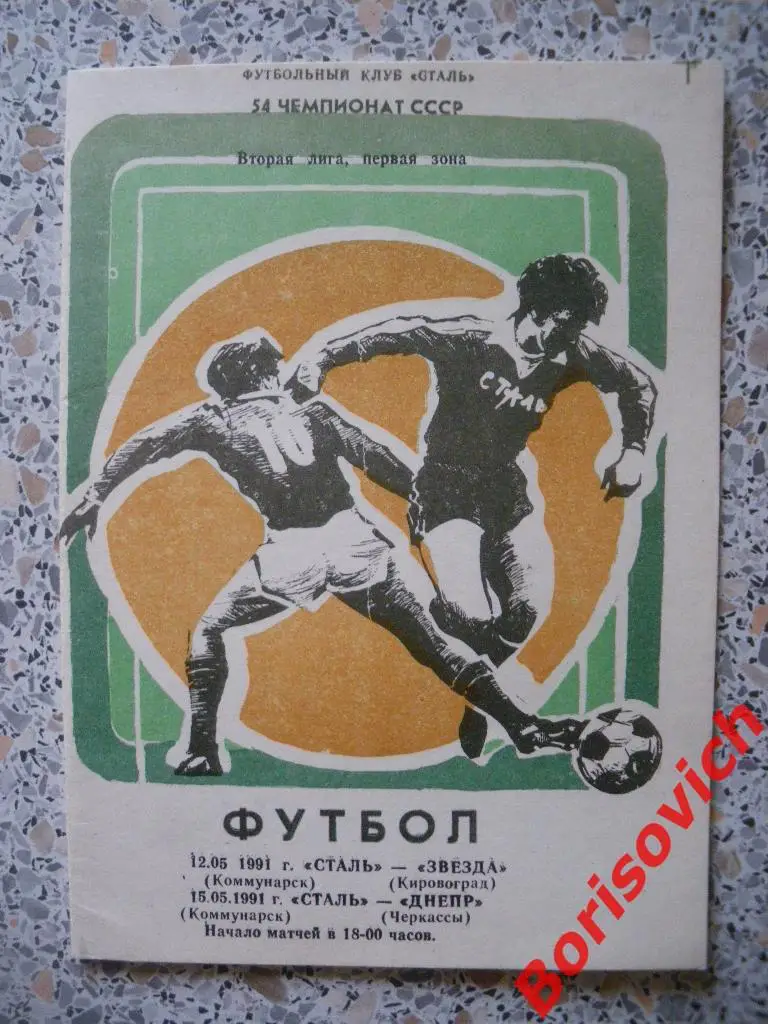 ФУТБОЛЬНЫЙ КЛУБ «СТАЛЬ»
54 ЧЕМПИОНАТ СССР
Вторая лига, первая зона
10
СТАЛЬ
ФУТБОЛ
12.05 1991 г. «СТАЛЬ» — «ЗВЕЗДА»
(Коммунарск) (Кировоград)
15.05.1991 г. «СТАЛЬ» — «ДНЕПР»
(Коммунарск) (Черкассы)
Начало матчей в 18-00 часов.
Borisovich